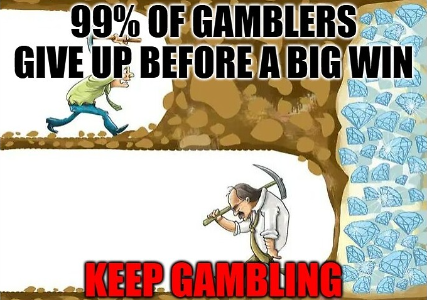 99% OF GAMBLERS
GIVE UP BEFORE A BIG WIN
KEEP GAMBLING